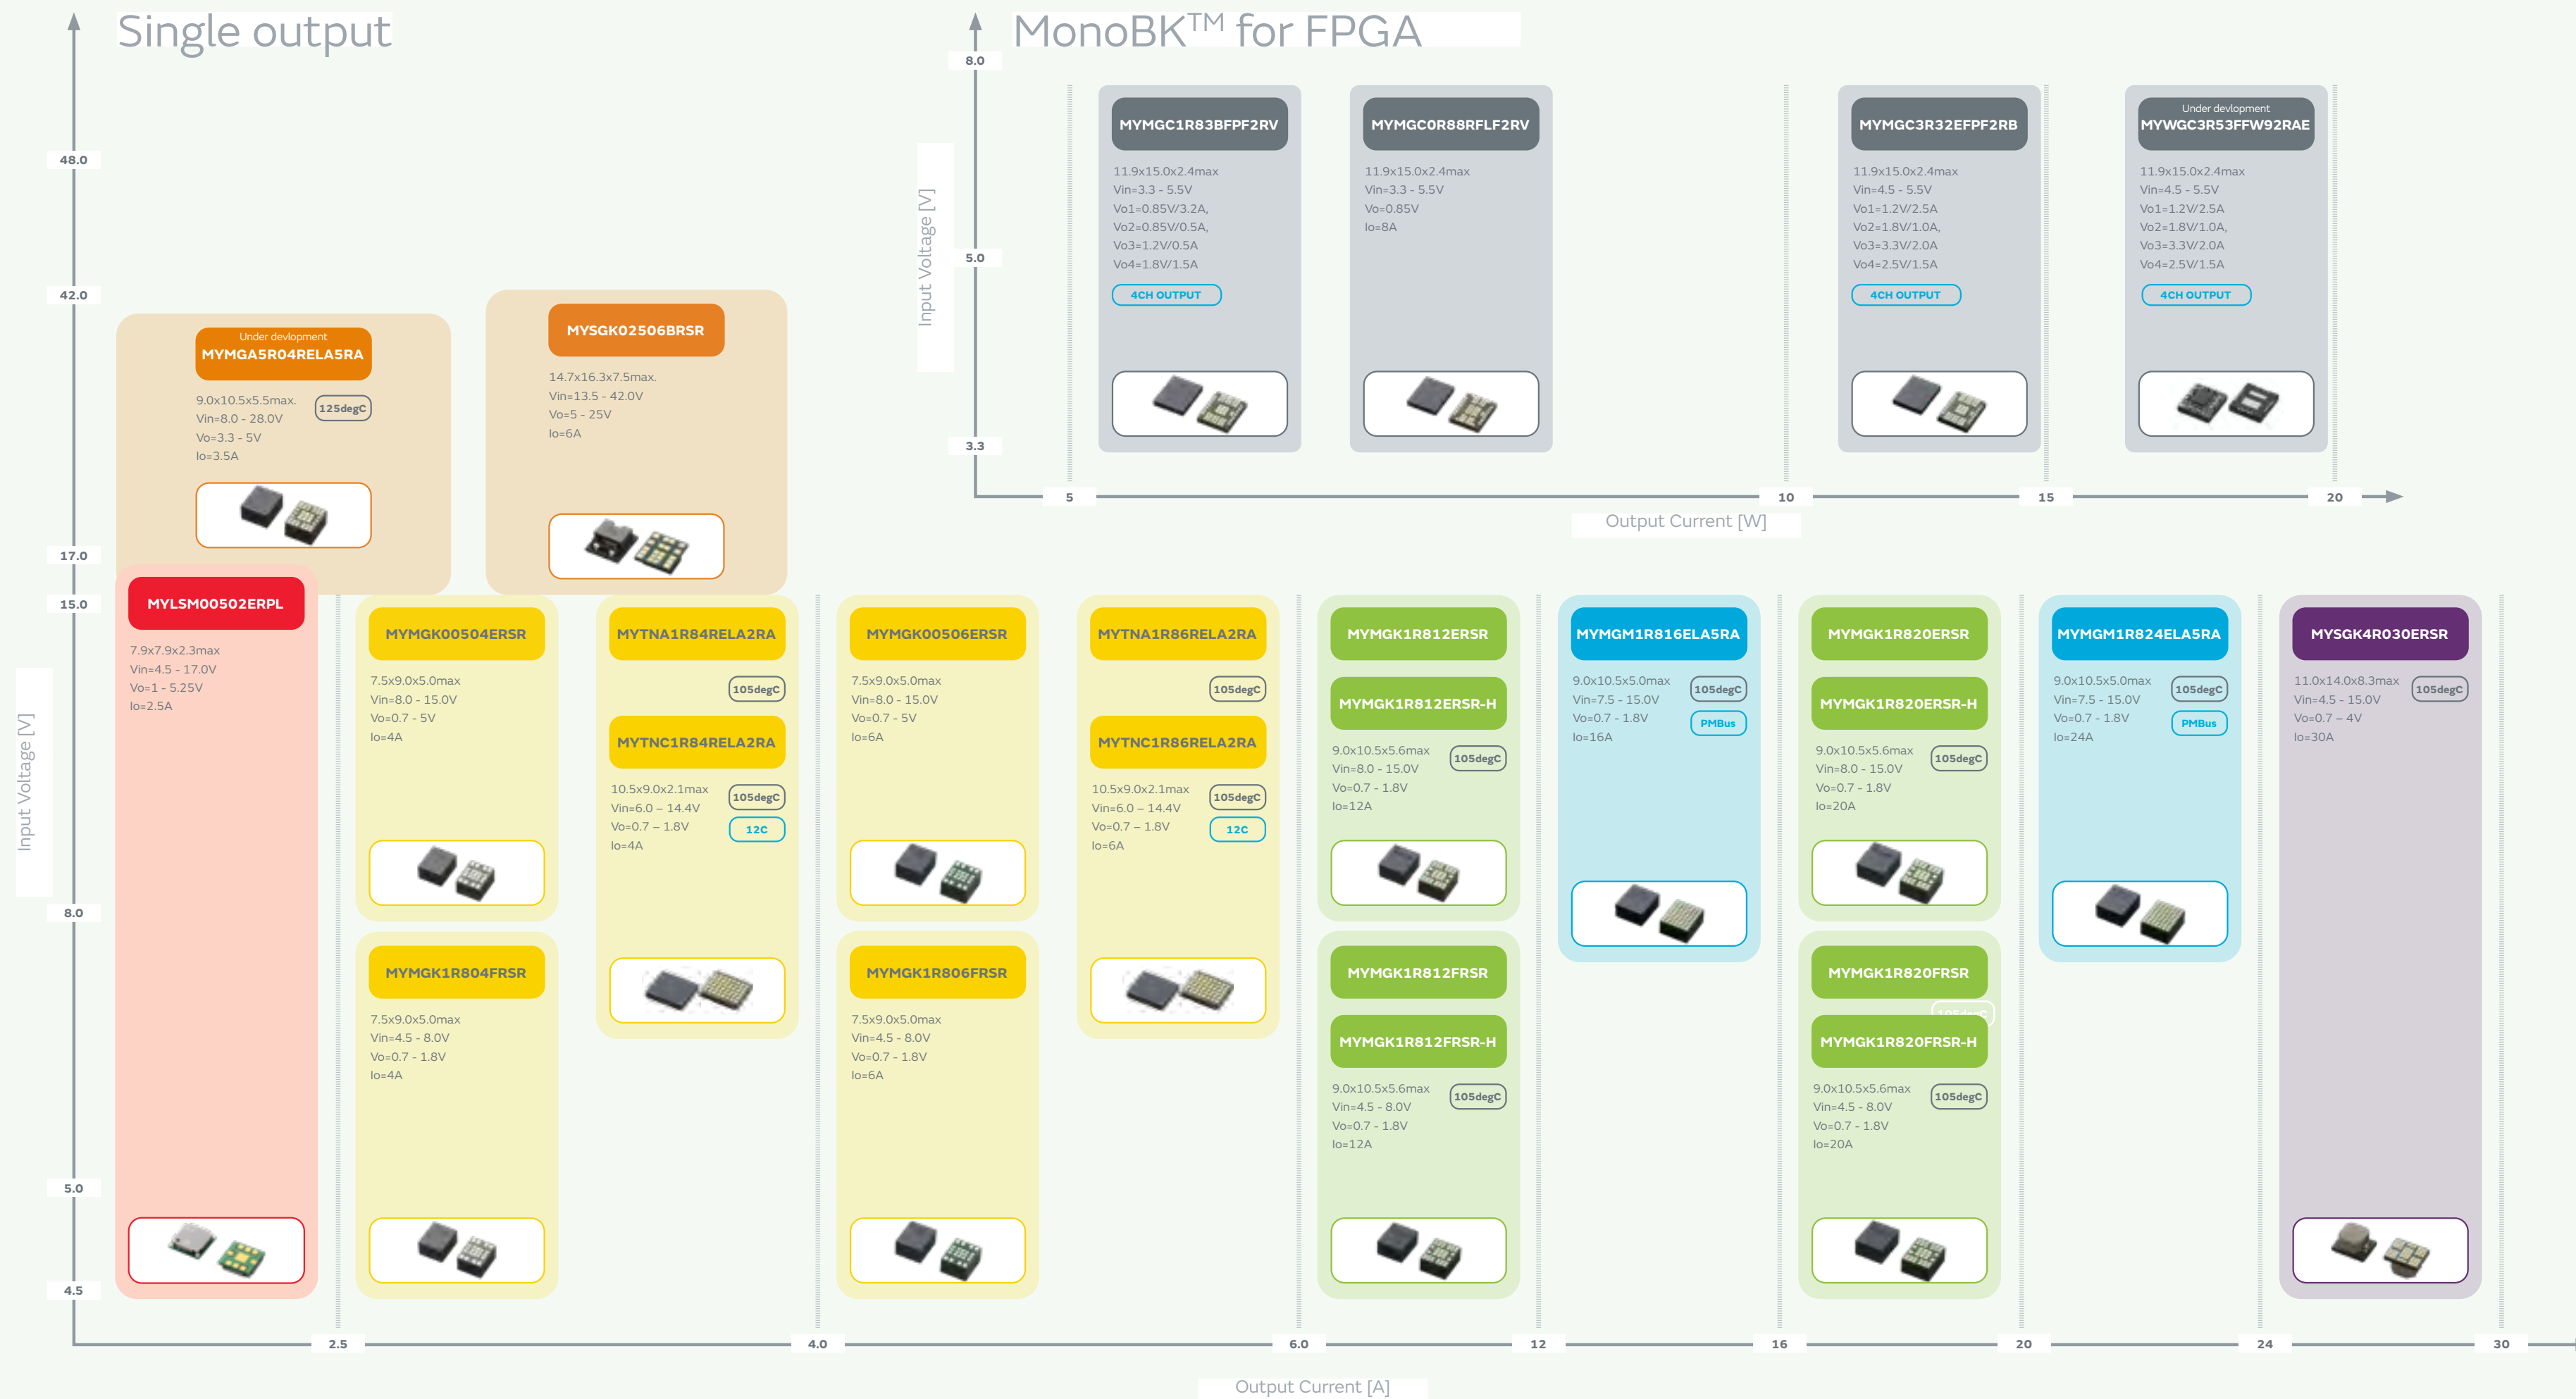 Single output
Input Voltage [V]
48.0
42.0
17.0
15.0
8.0
5.0
4.5
Under devlopment
MYMGA5R04RELA5RA
9.0x10.5x5.5max.
Vin=8.0 - 28.0V
Vo=3.3 - 5V
Io=3.5A
125degC
MYSGK02506BRSR
14.7x16.3x7.5max.
Vin=13.5 - 42.0V
Vo=5 - 25V
Io=6A
MYLSM00502ERPL
7.9x7.9x2.3max
Vin=4.5 - 17.0V
Vo=1 - 5.25V
Io=2.5A
MYMGK00504ERSR
7.5x9.0x5.0max
Vin=8.0 - 15.0V
Vo=0.7 - 5V
Io=4A
MYMGK1R804FRSR
7.5x9.0x5.0max
Vin=4.5 - 8.0V
Vo=0.7 - 1.8V
Io=4A
MYTNA1R84RELA2RA
105degC
MYTNC1R84RELA2RA
10.5x9.0x2.1max
Vin=6.0 – 14.4V
Vo=0.7 – 1.8V
Io=4A
105degC
12C
MYMGK00506ERSR
7.5x9.0x5.0max
Vin=8.0 - 15.0V
Vo=0.7 - 5V
Io=6A
MYMGK1R806FRSR
7.5x9.0x5.0max
Vin=4.5 - 8.0V
Vo=0.7 - 1.8V
Io=6A
MYTNA1R86RELA2RA
105degC
MYTNC1R86RELA2RA
10.5x9.0x2.1max
Vin=6.0 – 14.4V
Vo=0.7 – 1.8V
Io=6A
105degC
12C
MYMGK1R812ERSR
MYMGK1R812ERSR-H
9.0x10.5x5.6max
Vin=8.0 - 15.0V
Vo=0.7 - 1.8V
Io=12A
105degC
MYMGK1R812FRSR
MYMGK1R812FRSR-H
9.0x10.5x5.6max
Vin=4.5 - 8.0V
Vo=0.7 - 1.8V
Io=12A
105degC
MYMGM1R816ELA5RA
9.0x10.5x5.0max
Vin=7.5 - 15.0V
Vo=0.7 - 1.8V
Io=16A
105degC
PMBus
MYMGK1R820ERSR
MYMGK1R820ERSR-H
9.0x10.5x5.6max
Vin=8.0 - 15.0V
Vo=0.7 - 1.8V
Io=20A
105degC
MYMGK1R820FRSR
105degC
MYMGK1R820FRSR-H
9.0x10.5x5.6max
Vin=4.5 - 8.0V
Vo=0.7 - 1.8V
Io=20A
105degC
MYMGM1R824ELA5RA
9.0x10.5x5.0max
Vin=7.5 - 15.0V
Vo=0.7 - 1.8V
Io=24A
105degC
PMBus
MYSGK4R030ERSR
11.0x14.0x8.3max
Vin=4.5 - 15.0V
Vo=0.7 – 4V
Io=30A
105degC
2.5
4.0
6.0
12
16
20
24
30
Output Current [A]
MonoBK™ for FPGA
Input Voltage [V]
8.0
5.0
3.3
MYMGC1R83BFPF2RV
11.9x15.0x2.4max
Vin=3.3 - 5.5V
Vo1=0.85V/3.2A,
Vo2=0.85V/0.5A,
Vo3=1.2V/0.5A
Vo4=1.8V/1.5A
4CH OUTPUT
MYMGC0R88RFLF2RV
11.9x15.0x2.4max
Vin=3.3 - 5.5V
Vo=0.85V
Io=8A
MYMGC3R32EFPF2RB
11.9x15.0x2.4max
Vin=4.5 - 5.5V
Vo1=1.2V/2.5A
Vo2=1.8V/1.0A,
Vo3=3.3V/2.0A
Vo4=2.5V/1.5A
4CH OUTPUT
Under devlopment
MYWGC3R53FFW92RAE
11.9x15.0x2.4max
Vin=4.5 - 5.5V
Vo1=1.2V/2.5A
Vo2=1.8V/1.0A,
Vo3=3.3V/2.0A
Vo4=2.5V/1.5A
4CH OUTPUT
5
10
15
20
Output Current [W]